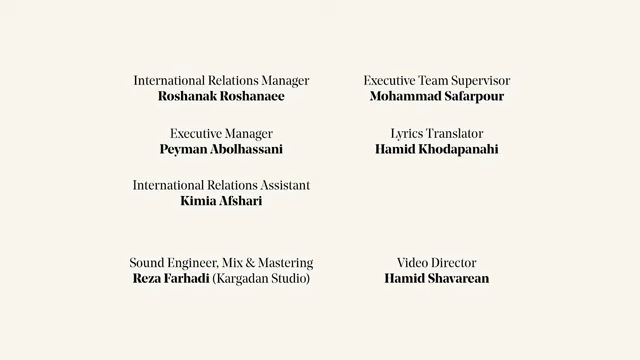 International Relations Manager
Roshanak Roshanaee
Executive Team Supervisor
Mohammad Safarpour
Executive Manager
Peyman Abolhassani
Lyrics Translator
Hamid Khodapanahi
International Relations Assistant
Kimia Afshari
Sound Engineer, Mix & Mastering
Reza Farhadi (Kargadan Studio)
Video Director
Hamid Shavarean